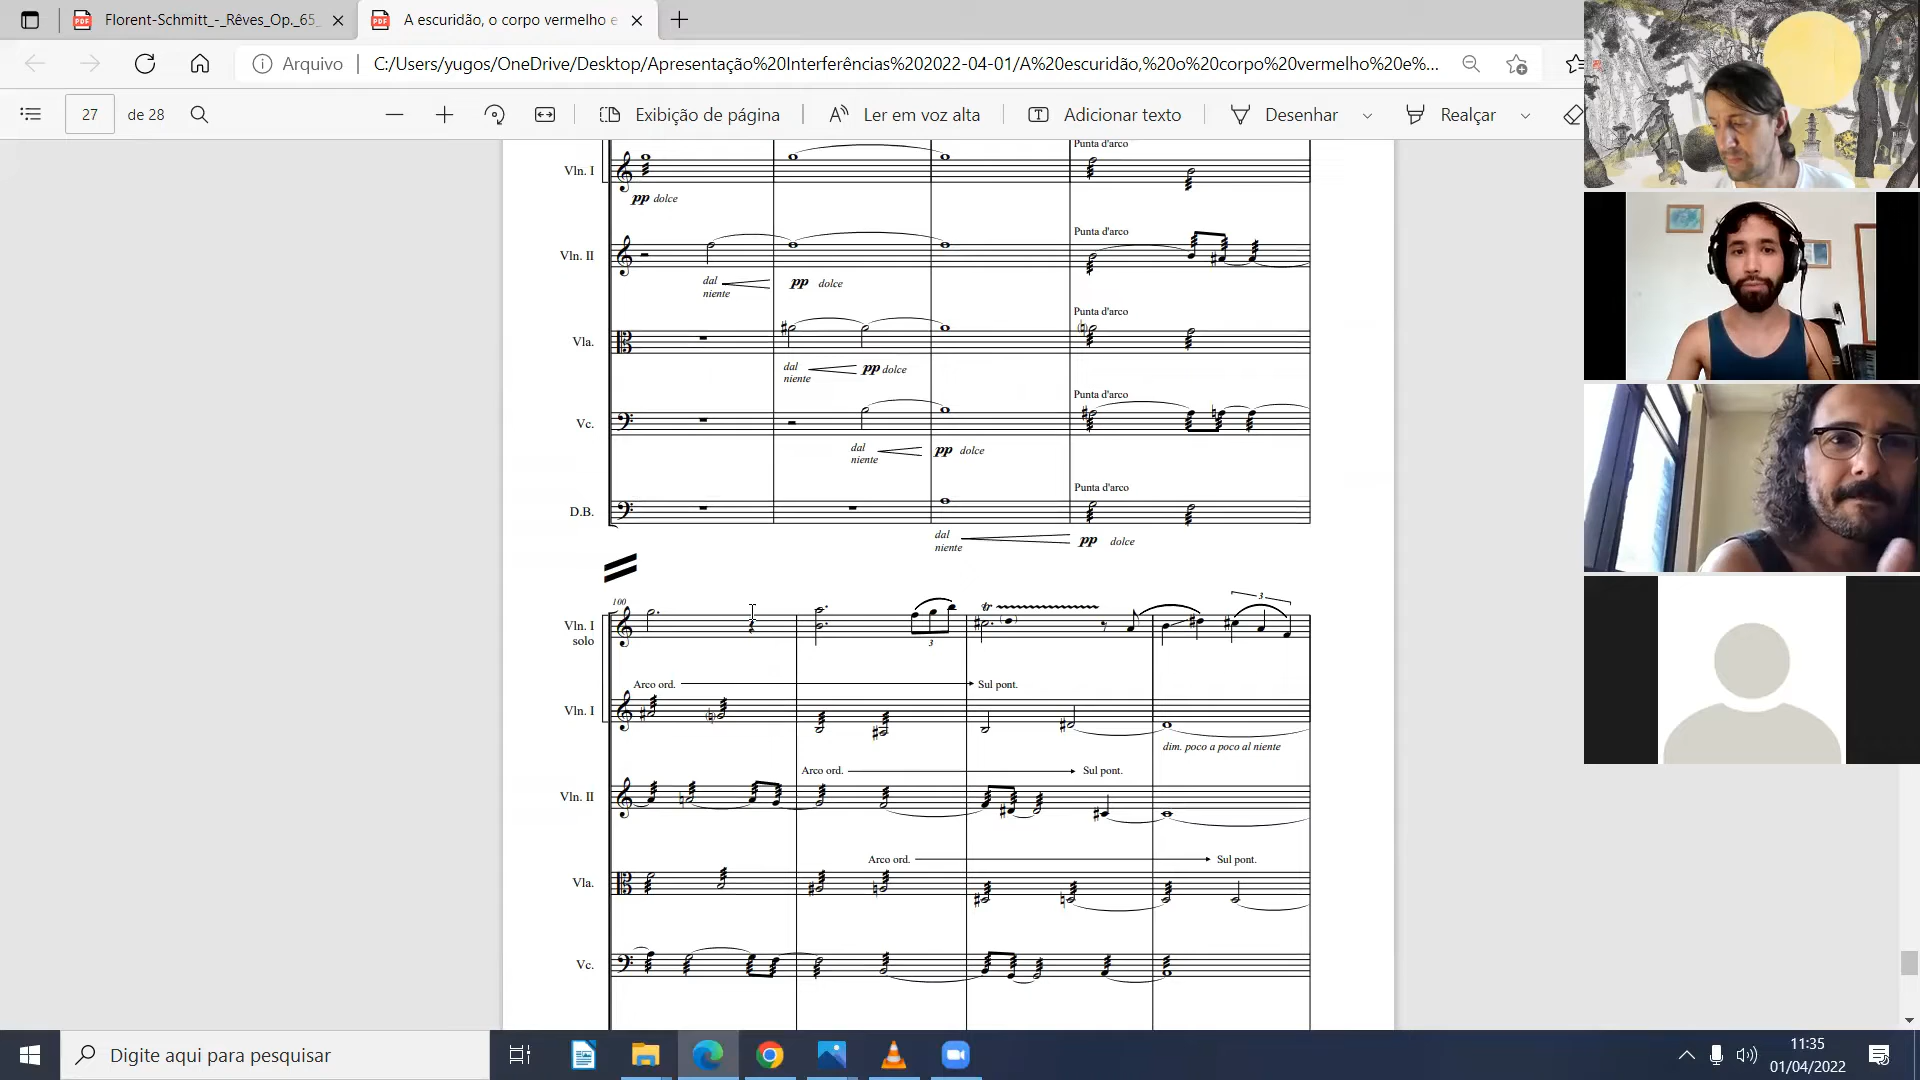 Florent-Schmitt_-_Rêves_Op._65_
A escuridão, o corpo vermelho e
Arquivo
C:/Users/yugos/OneDrive/Desktop/Apresentação%20Interferências%202022-04-01/A%20escuridão,%20o%20corpo%20vermelho%20e%...
27 de 28
Exibição de página
Ler em voz alta
Adicionar texto
Desenhar
Realçar
Punta d'arco
Vln. I
pp dolce
Punta d'arco
Vln. II
dal niente
pp dolce
Punta d'arco
Vla.
dal niente
pp dolce
Punta d'arco
Vc.
dal niente
pp dolce
Punta d'arco
D.B.
dal niente
pp dolce
100
tr
3
Vln. I solo
3
Arco ord.
Sul pont.
Vln. I
dim. poco a poco al niente
Arco ord.
Sul pont.
Vln. II
Arco ord.
Sul pont.
Vla.
Vc.
Digite aqui para pesquisar
11:35
01/04/2022